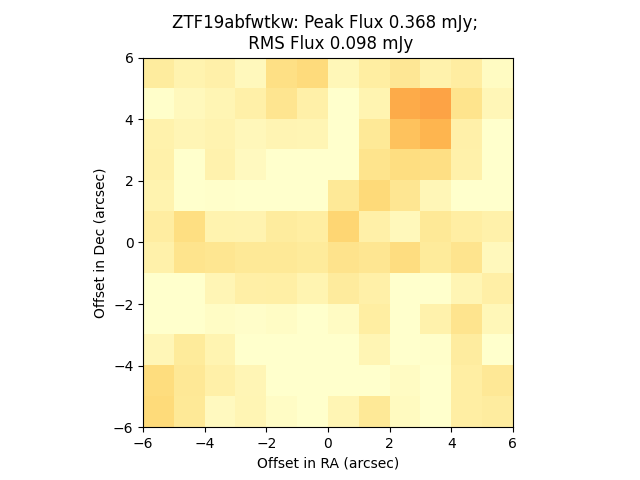 ZTF19abfwtkw: Peak Flux 0.368 mJy;
RMS Flux 0.098 mJy
6
4
2
0
−2
−4
−6
Offset in Dec (arcsec)
−6 −4 −2 0 2 4 6
Offset in RA (arcsec)